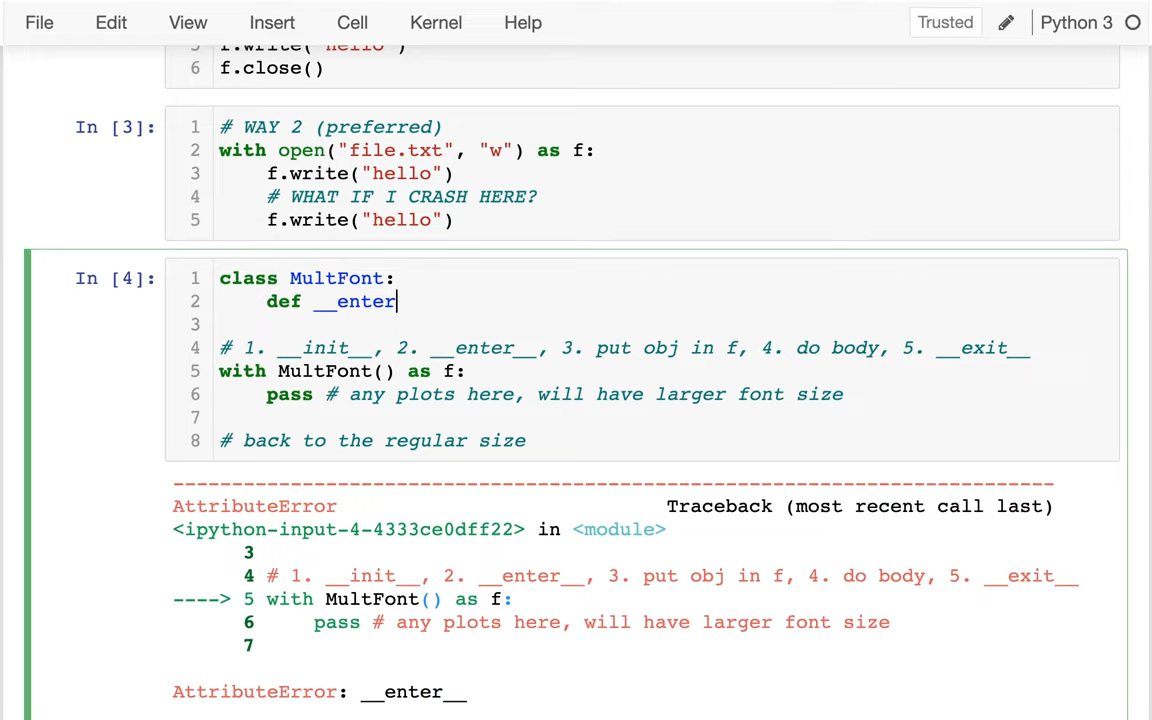 File Edit View Insert Cell Kernel Help Trusted Python 3
5 f.write("hello")
6 f.close()
In [3]:
1 # WAY 2 (preferred)
2 with open("file.txt", "w") as f:
3     f.write("hello")
4     # WHAT IF I CRASH HERE?
5     f.write("hello")
In [4]:
1 class MultFont:
2     def __enter
3
4 # 1. __init__, 2. __enter__, 3. put obj in f, 4. do body, 5. __exit__
5 with MultFont() as f:
6     pass # any plots here, will have larger font size
7
8 # back to the regular size
---------------------------------------------------------------------------
AttributeError                            Traceback (most recent call last)
<ipython-input-4-4333ce0dff22> in <module>
      3
      4 # 1. __init__, 2. __enter__, 3. put obj in f, 4. do body, 5. __exit__
----> 5 with MultFont() as f:
      6     pass # any plots here, will have larger font size
      7
AttributeError: __enter__